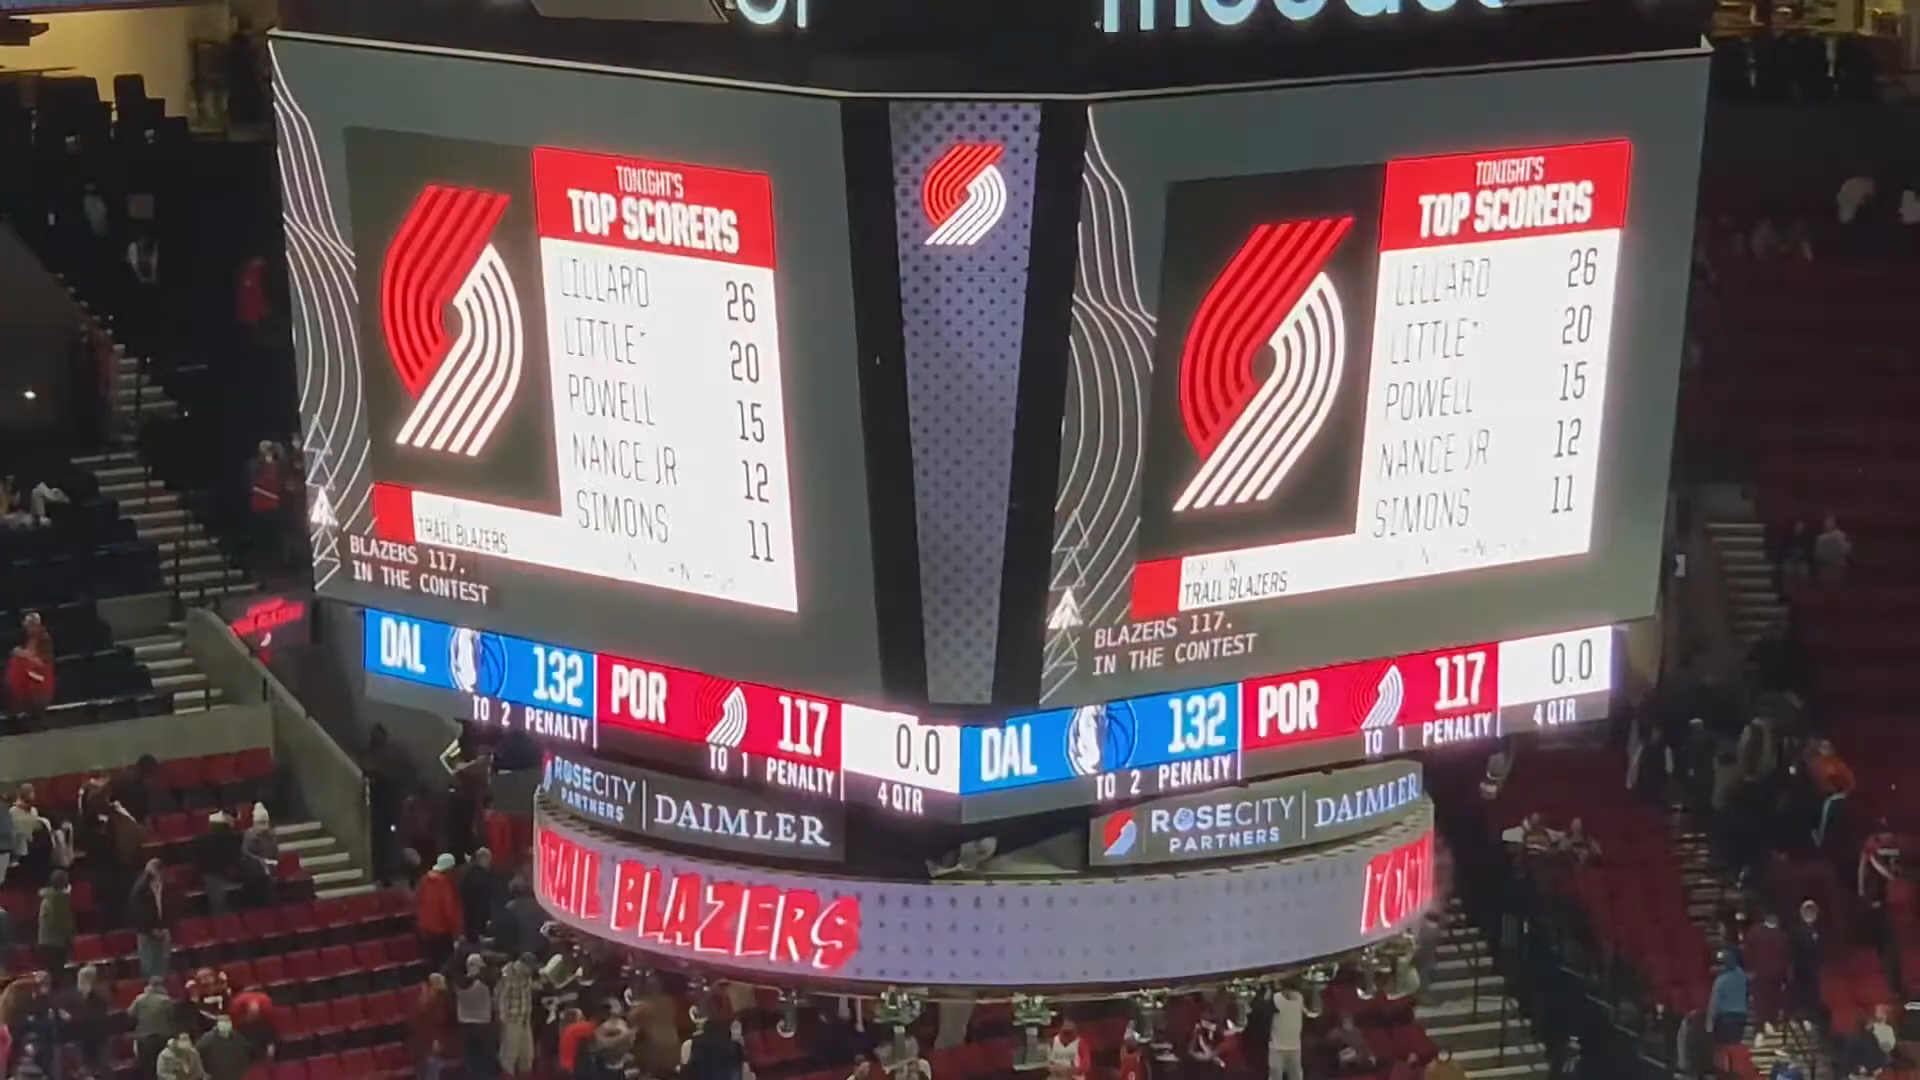 TONIGHT'S
TOP SCORERS
LILLARD 26
LITTLE 20
POWELL 15
NANCE JR 12
SIMONS 11
TRAIL BLAZERS
BLAZERS 117.
IN THE CONTEST
TONIGHT'S
TOP SCORERS
LILLARD 26
LITTLE 20
POWELL 15
NANCE JR 12
SIMONS 11
TRAIL BLAZERS
BLAZERS 117.
IN THE CONTEST
DAL 132 POR 117 0.0
TO 2 PENALTY TO 1 PENALTY 4 QTR
DAL 132 POR 117 0.0
TO 2 PENALTY TO 1 PENALTY 4 QTR
ROSECITY
PARTNERS
DAIMLER
ROSECITY
PARTNERS
DAIMLER
BLAZERS